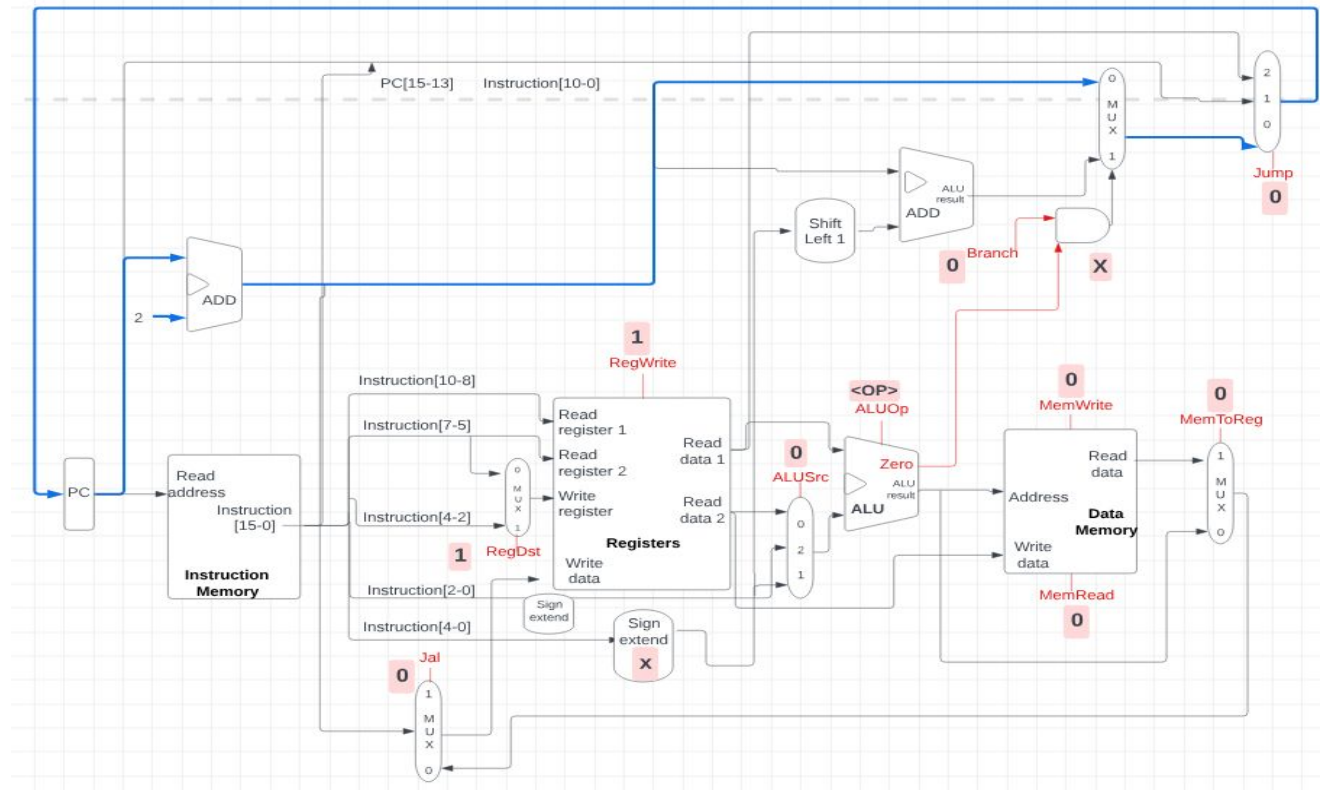 PC[15-13] Instruction[10-0]
0
M
U
X
1
2
1
0
Jump
0
ALU
result
ADD
Shift
Left 1
Branch
0
X
ADD
2
1
RegWrite
Instruction[10-8]
Instruction[7-5]
Instruction[4-2]
Instruction[2-0]
Instruction[4-0]
<OP>
ALUOp
0
MemWrite
0
MemToReg
PC
Read
address
Instruction
[15-0]
Instruction
Memory
0
M
U
X
1
RegDst
1
Read
register 1
Read
register 2
Write
register
Write
data
Read
data 1
Read
data 2
Registers
0
ALUSrc
0
2
1
Zero
ALU
result
ALU
Read
data
Address
Data
Memory
Write
data
MemRead
0
1
M
U
X
0
Sign
extend
Sign
extend
x
Jal
0
1
M
U
X
0